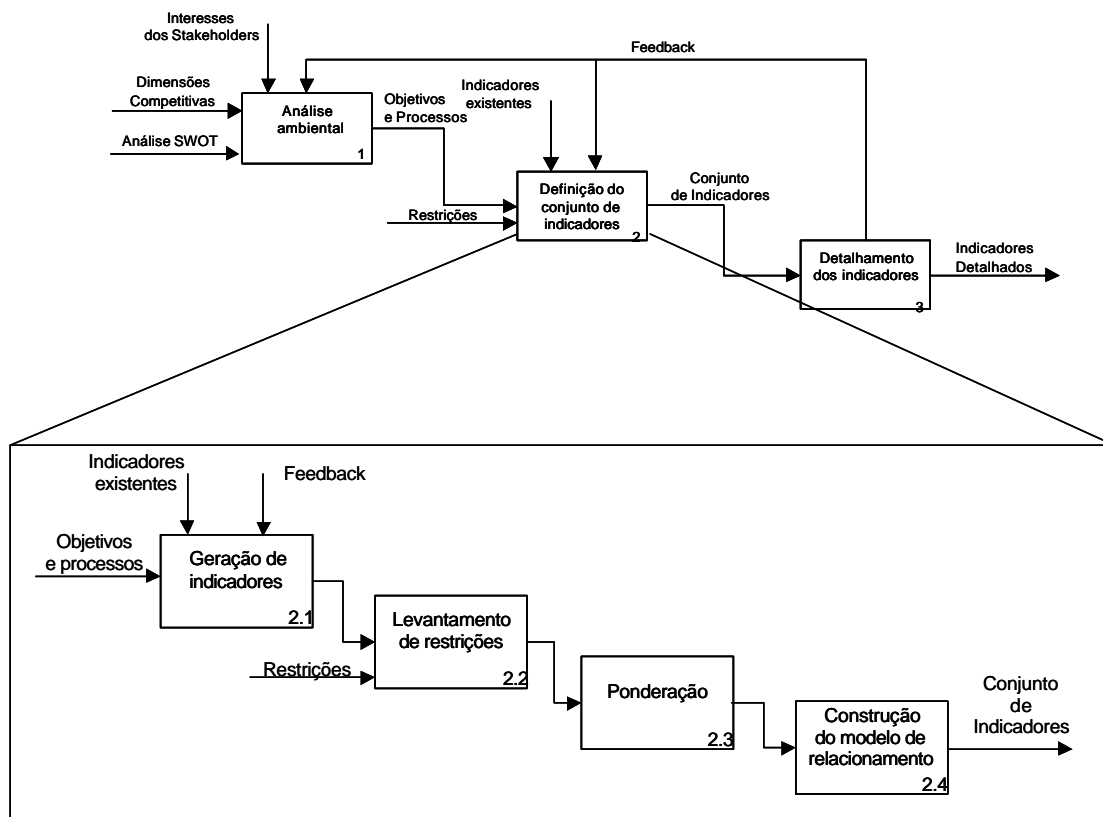 Interesses
dos Stakeholders
Feedback
Dimensões
Competitivas
Análise SWOT
Análise
ambiental
1
Objetivos
e Processos
Indicadores
existentes
Restrições
Definição do
conjunto de
indicadores
2
Conjunto
de Indicadores
Detalhamento
dos indicadores
3
Indicadores
Detalhados
Indicadores
existentes
Feedback
Objetivos
e processos
Geração de
indicadores
2.1
Restrições
Levantamento
de restrições
2.2
Ponderação
2.3
Construção
do modelo de
relacionamento
2.4
Conjunto
de
Indicadores